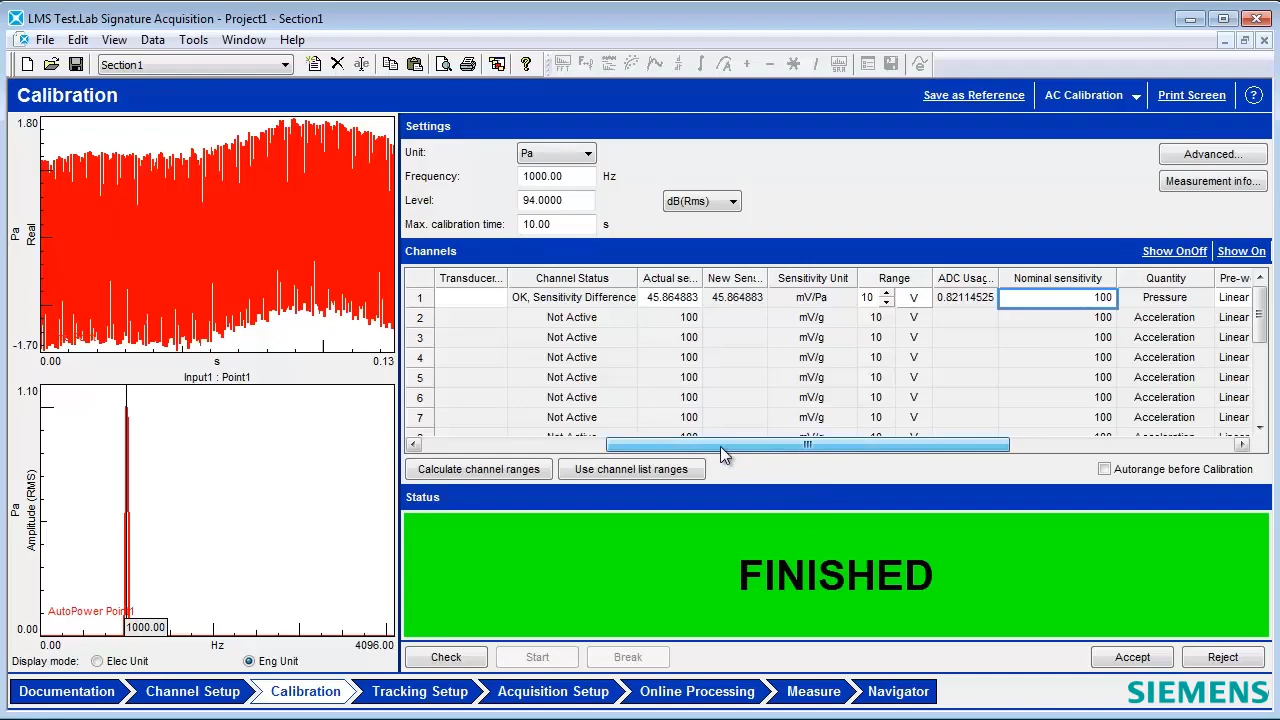 LMS Test.Lab Signature Acquisition - Project1 - Section1
File Edit View Data Tools Window Help
Section1
Calibration
Save as Reference
AC Calibration
Print Screen
1.80
Pa
Real
-1.70
0.00
s
0.13
Input1 : Point1
1.10
Pa
Amplitude (RMS)
AutoPower Point1
0.00
1000.00
0.00
Hz
4096.00
Display mode: Elec Unit Eng Unit
Settings
Unit: Pa
Frequency: 1000.00 Hz
Level: 94.0000 dB(Rms)
Max. calibration time: 10.00 s
Advanced...
Measurement info...
Channels
Show OnOff
Show On
Transducer... Channel Status Actual se... New Sen... Sensitivity Unit Range ADC Usag... Nominal sensitivity Quantity Pre-w
1 OK, Sensitivity Difference 45.864883 45.864883 mV/Pa 10 V 0.82114525 100 Pressure Linear
2 Not Active 100 mV/g 10 V 100 Acceleration Linear
3 Not Active 100 mV/g 10 V 100 Acceleration Linear
4 Not Active 100 mV/g 10 V 100 Acceleration Linear
5 Not Active 100 mV/g 10 V 100 Acceleration Linear
6 Not Active 100 mV/g 10 V 100 Acceleration Linear
7 Not Active 100 mV/g 10 V 100 Acceleration Linear
Calculate channel ranges
Use channel list ranges
Autorange before Calibration
Status
FINISHED
Check Start Break Accept Reject
Documentation Channel Setup Calibration Tracking Setup Acquisition Setup Online Processing Measure Navigator
SIEMENS